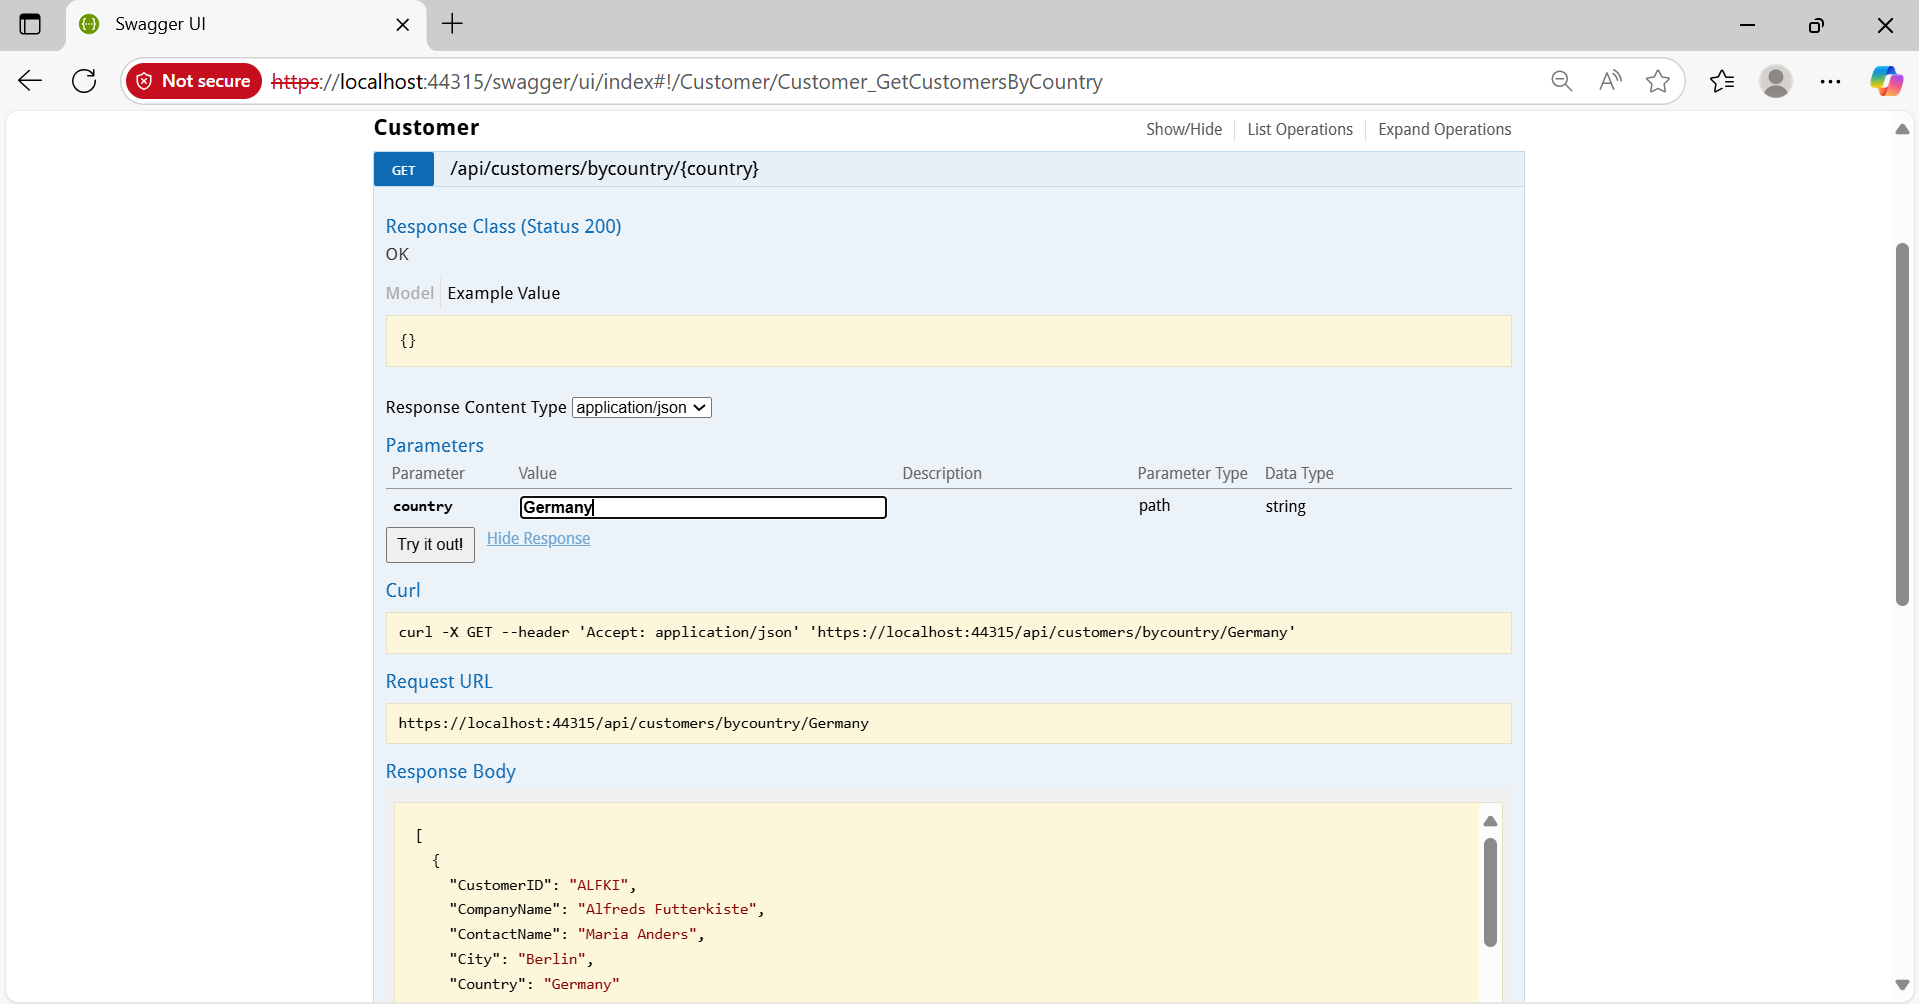 Swagger UI
Not secure https://localhost:44315/swagger/ui/index#!/Customer/Customer_GetCustomersByCountry
Customer Show/Hide List Operations Expand Operations
GET /api/customers/bycountry/{country}
Response Class (Status 200)
OK
Model Example Value
{}
Response Content Type application/json
Parameters
Parameter Value Description Parameter Type Data Type
country Germany path string
Try it out! Hide Response
Curl
curl -X GET --header 'Accept: application/json' 'https://localhost:44315/api/customers/bycountry/Germany'
Request URL
https://localhost:44315/api/customers/bycountry/Germany
Response Body
[
{
"CustomerID": "ALFKI",
"CompanyName": "Alfreds Futterkiste",
"ContactName": "Maria Anders",
"City": "Berlin",
"Country": "Germany"